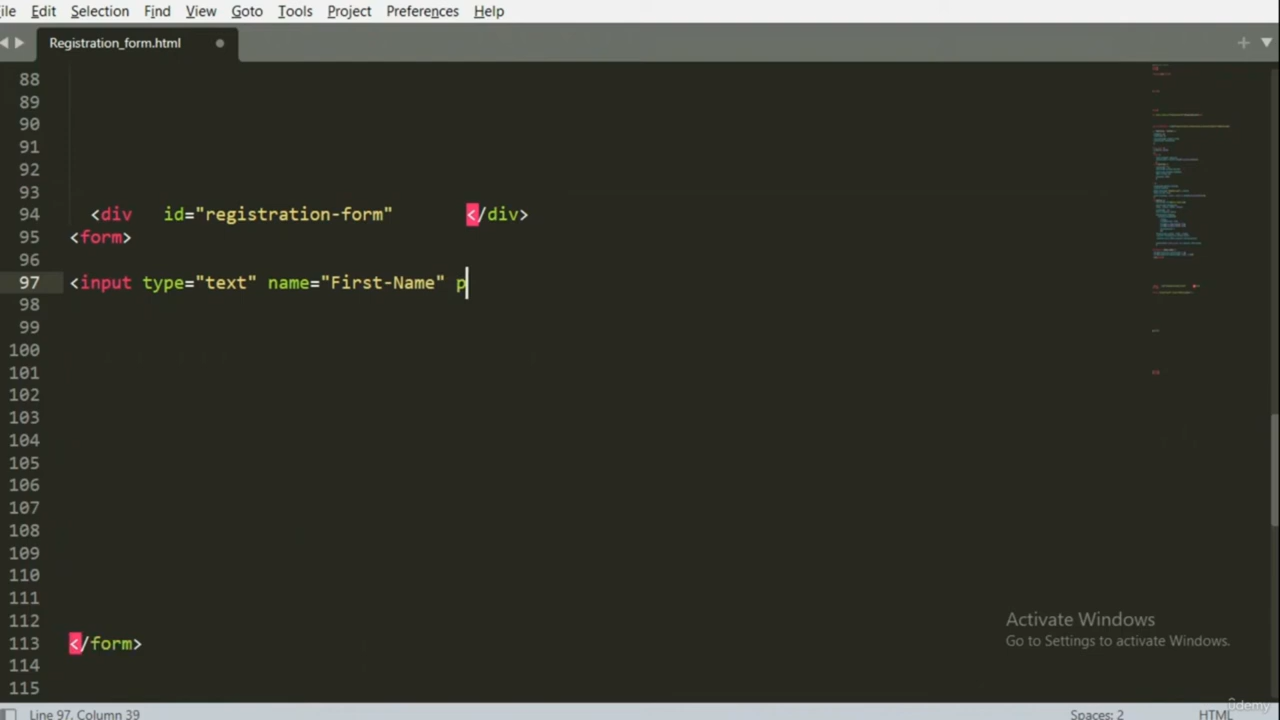 ile Edit Selection Find View Goto Tools Project Preferences Help
Registration_form.html
88
89
90
91
92
93
94 <div id="registration-form" </div>
95 <form>
96
97 <input type="text" name="First-Name" p
98
99
100
101
102
103
104
105
106
107
108
109
110
111
112
113 </form>
114
115
Activate Windows
Go to Settings to activate Windows.
Line 97, Column 39 Spaces: 2 HTML
Udemy